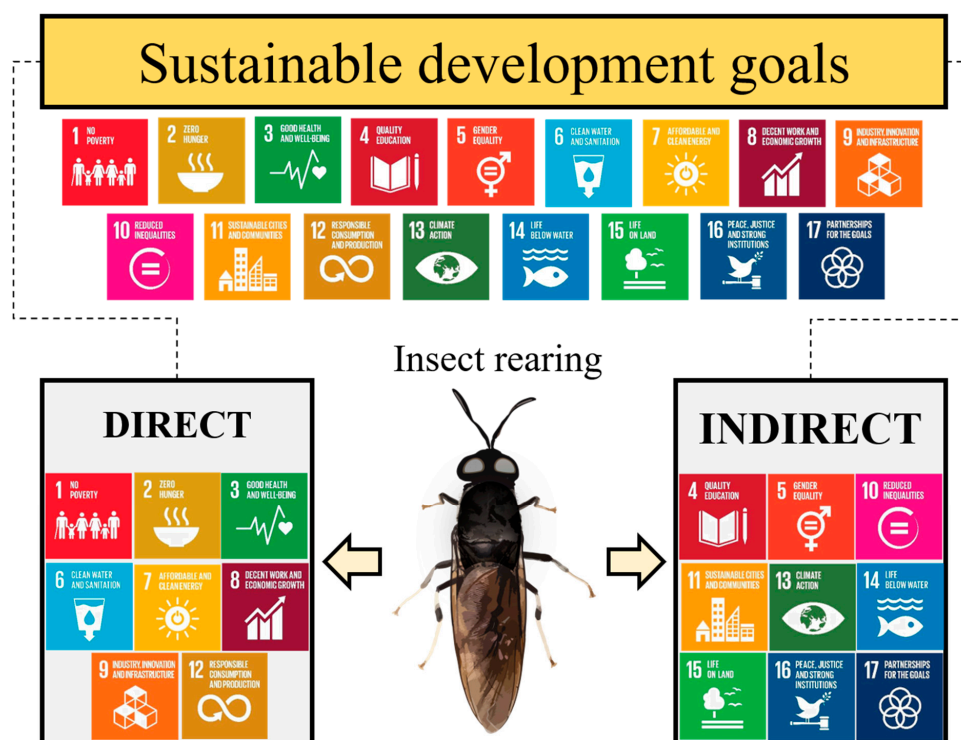 Sustainable development goals
1 NO
POVERTY
2 ZERO
HUNGER
3 GOOD HEALTH
AND WELL-BEING
4 QUALITY
EDUCATION
5 GENDER
EQUALITY
6 CLEAN WATER
AND SANITATION
7 AFFORDABLE AND
CLEAN ENERGY
8 DECENT WORK AND
ECONOMIC GROWTH
9 INDUSTRY, INNOVATION
AND INFRASTRUCTURE
10 REDUCED
INEQUALITIES
11 SUSTAINABLE CITIES
AND COMMUNITIES
12 RESPONSIBLE
CONSUMPTION
AND PRODUCTION
13 CLIMATE
ACTION
14 LIFE
BELOW WATER
15 LIFE
ON LAND
16 PEACE, JUSTICE
AND STRONG
INSTITUTIONS
17 PARTNERSHIPS
FOR THE GOALS
Insect rearing
DIRECT
1 NO
POVERTY
2 ZERO
HUNGER
3 GOOD HEALTH
AND WELL-BEING
6 CLEAN WATER
AND SANITATION
7 AFFORDABLE AND
CLEAN ENERGY
8 DECENT WORK AND
ECONOMIC GROWTH
9 INDUSTRY, INNOVATION
AND INFRASTRUCTURE
12 RESPONSIBLE
CONSUMPTION
AND PRODUCTION
INDIRECT
4 QUALITY
EDUCATION
5 GENDER
EQUALITY
10 REDUCED
INEQUALITIES
11 SUSTAINABLE CITIES
AND COMMUNITIES
13 CLIMATE
ACTION
14 LIFE
BELOW WATER
15 LIFE
ON LAND
16 PEACE, JUSTICE
AND STRONG
INSTITUTIONS
17 PARTNERSHIPS
FOR THE GOALS